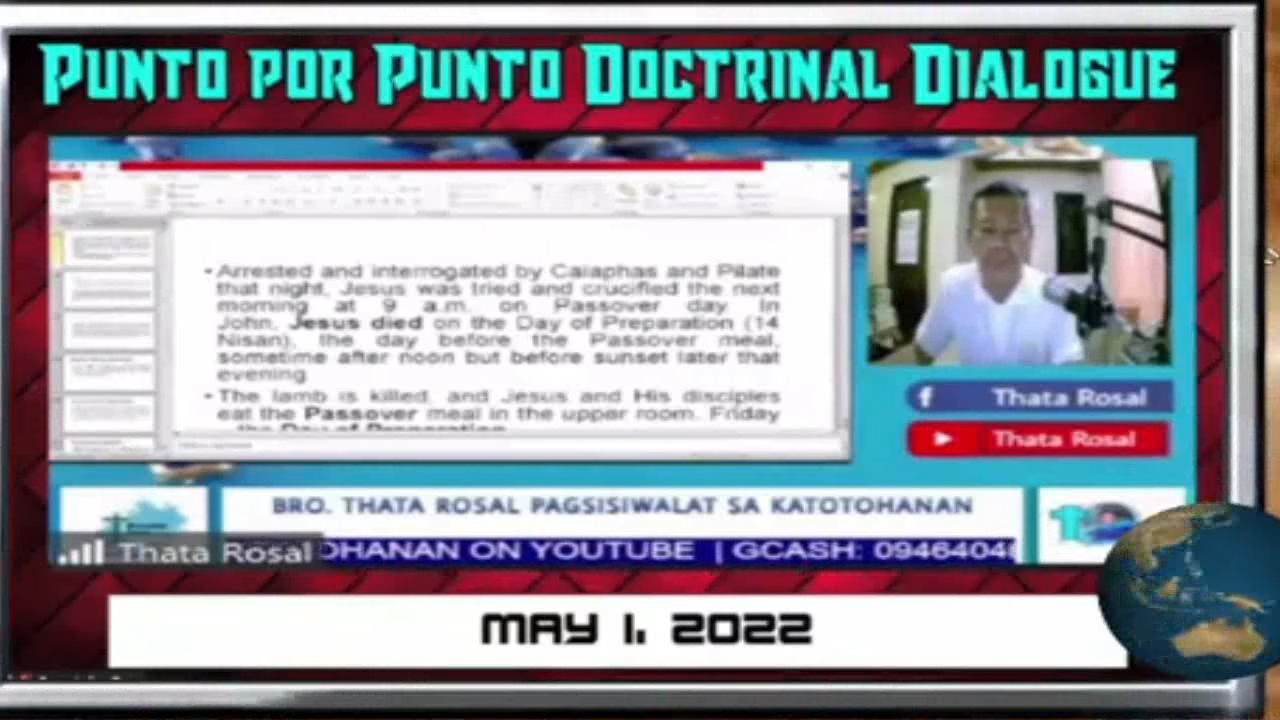 PUNTO POR PUNTO DOCTRINAL DIALOGUE
• Arrested and interrogated by Caiaphas and Pilate
that night, Jesus was tried and crucified the next
morning at 9 a.m. on Passover day. In
John, Jesus died on the Day of Preparation (14
Nisan), the day before the Passover meal,
sometime after noon but before sunset later that
evening
• The lamb is killed, and Jesus and His disciples
eat the Passover meal in the upper room. Friday
the Day of Preparation
f Thata Rosal
Thata Rosal
BRO. THATA ROSAL PAGSISIWALAT SA KATOTOHANAN
Thata Rosal
OHANAN ON YOUTUBE | GCASH: 0946404
MAY 1, 2022